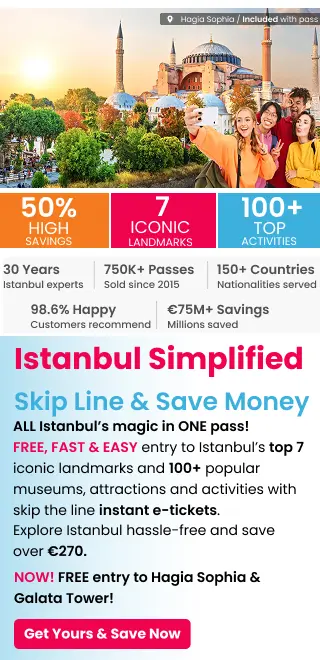 Hagia Sophia / Included with pass
50%
HIGH
SAVINGS
7
ICONIC
LANDMARKS
100+
TOP
ACTIVITIES
30 Years
Istanbul experts
750K+ Passes
Sold since 2015
150+ Countries
Nationalities served
98.6% Happy
Customers recommend
€75M+ Savings
Millions saved
Istanbul Simplified
Skip Line & Save Money
ALL Istanbul's magic in ONE pass!
FREE, FAST & EASY entry to Istanbul's top 7
iconic landmarks and 100+ popular
museums, attractions and activities with
skip the line instant e-tickets.
Explore Istanbul hassle-free and save
over €270.
NOW! FREE entry to Hagia Sophia &
Galata Tower!
Get Yours & Save Now